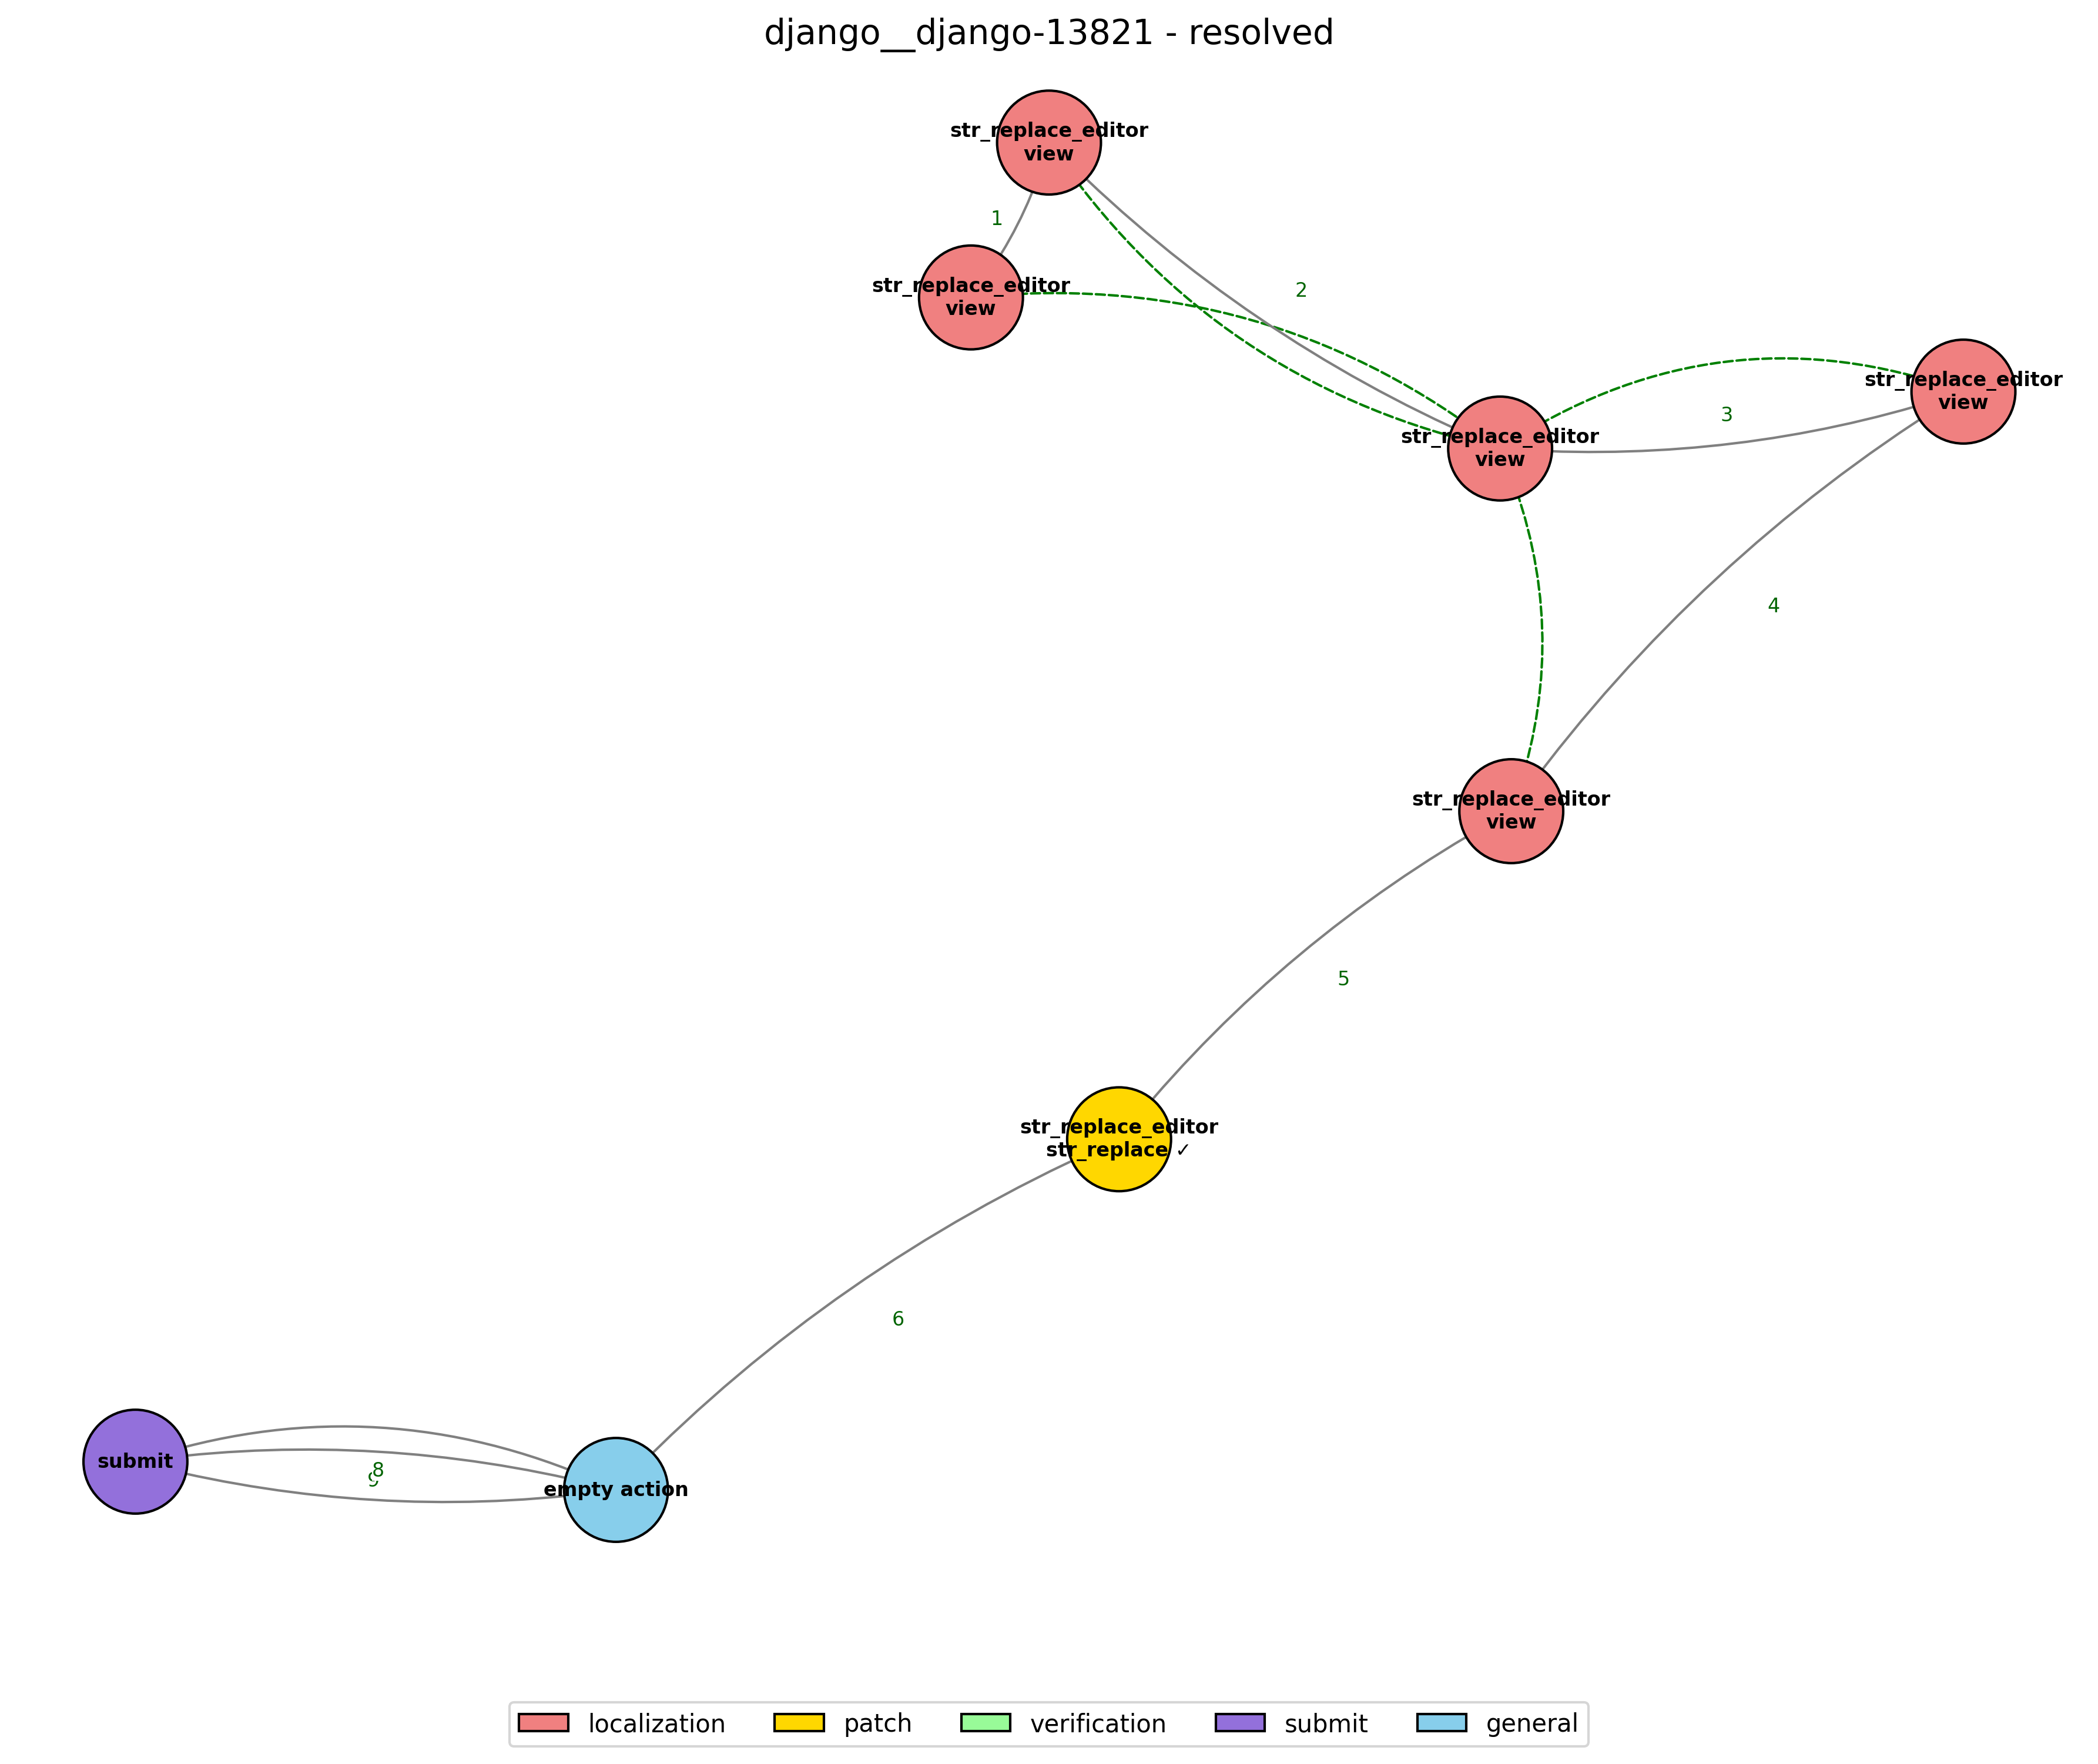 django__django-13821 - resolved
str_replace_editor
view
1
str_replace_editor
view
2
str_replace_editor
view
3
str_replace_editor
view
4
str_replace_editor
view
5
str_replace_editor
str_replace ✓
6
submit
8
9
empty action
localization
patch
verification
submit
general